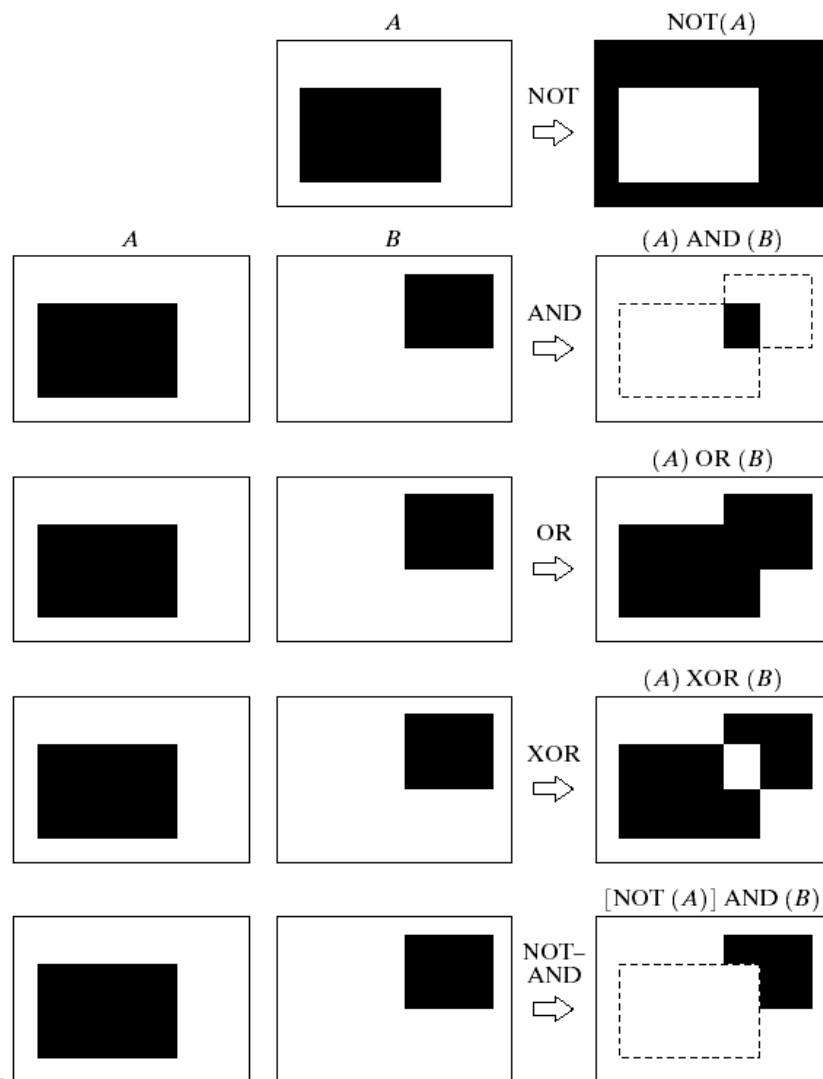 A NOT(A)
NOT
A B (A) AND (B)
AND
(A) OR (B)
OR
(A) XOR (B)
XOR
[NOT (A)] AND (B)
NOT–
AND